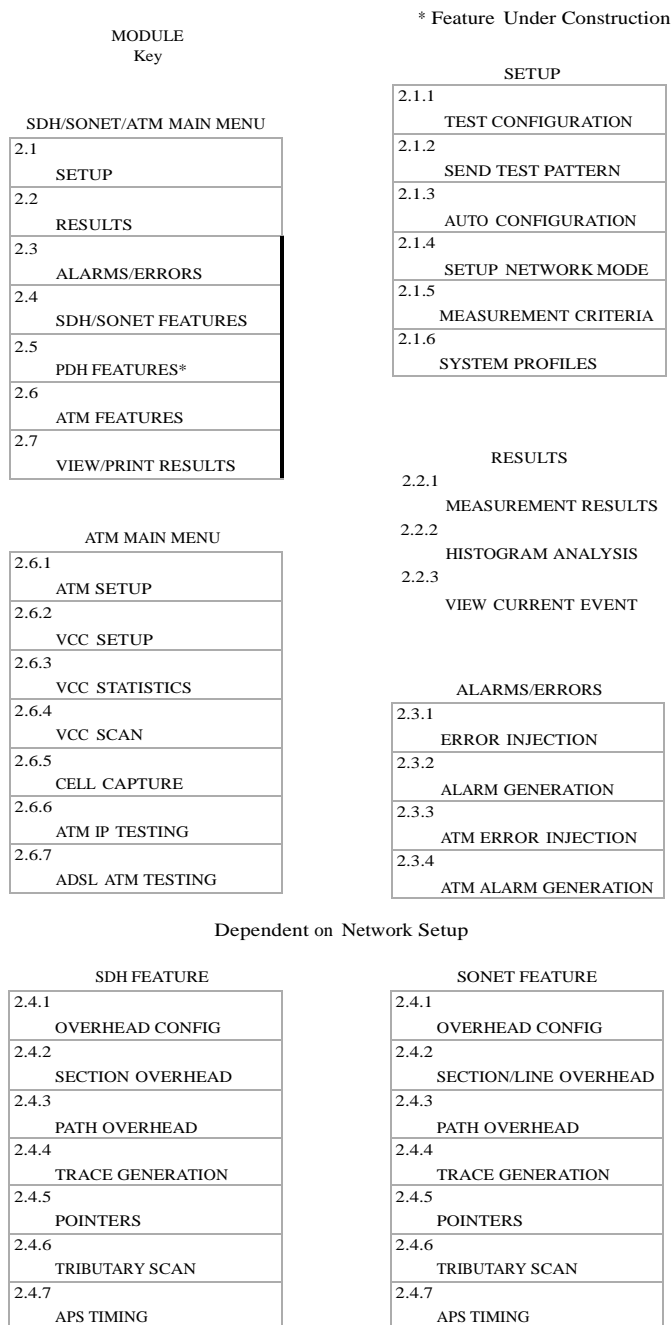 * Feature Under Construction
MODULE
Key
SDH/SONET/ATM MAIN MENU
2.1
SETUP
2.2
RESULTS
2.3
ALARMS/ERRORS
2.4
SDH/SONET FEATURES
2.5
PDH FEATURES*
2.6
ATM FEATURES
2.7
VIEW/PRINT RESULTS
SETUP
2.1.1
TEST CONFIGURATION
2.1.2
SEND TEST PATTERN
2.1.3
AUTO CONFIGURATION
2.1.4
SETUP NETWORK MODE
2.1.5
MEASUREMENT CRITERIA
2.1.6
SYSTEM PROFILES
RESULTS
2.2.1
MEASUREMENT RESULTS
2.2.2
HISTOGRAM ANALYSIS
2.2.3
VIEW CURRENT EVENT
ATM MAIN MENU
2.6.1
ATM SETUP
2.6.2
VCC SETUP
2.6.3
VCC STATISTICS
2.6.4
VCC SCAN
2.6.5
CELL CAPTURE
2.6.6
ATM IP TESTING
2.6.7
ADSL ATM TESTING
ALARMS/ERRORS
2.3.1
ERROR INJECTION
2.3.2
ALARM GENERATION
2.3.3
ATM ERROR INJECTION
2.3.4
ATM ALARM GENERATION
Dependent on Network Setup
SDH FEATURE
2.4.1
OVERHEAD CONFIG
2.4.2
SECTION OVERHEAD
2.4.3
PATH OVERHEAD
2.4.4
TRACE GENERATION
2.4.5
POINTERS
2.4.6
TRIBUTARY SCAN
2.4.7
APS TIMING
SONET FEATURE
2.4.1
OVERHEAD CONFIG
2.4.2
SECTION/LINE OVERHEAD
2.4.3
PATH OVERHEAD
2.4.4
TRACE GENERATION
2.4.5
POINTERS
2.4.6
TRIBUTARY SCAN
2.4.7
APS TIMING